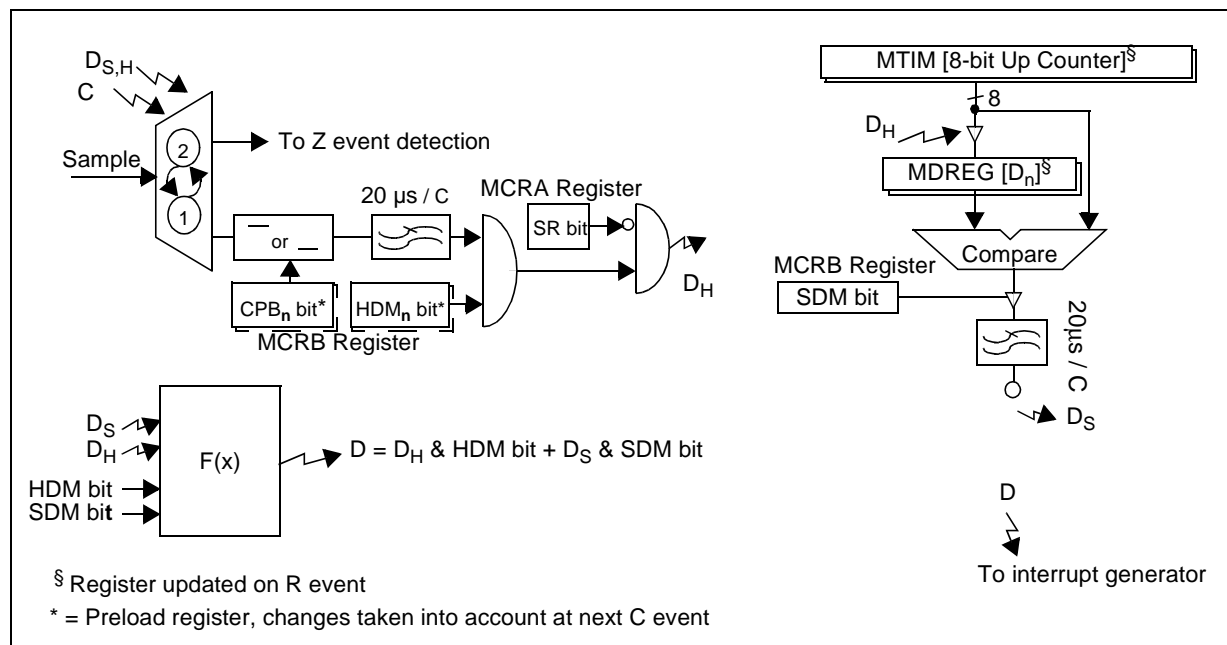 D_S,H
C
Sample
2
1
To Z event detection
or
20 µs / C
CPB_n bit*
HDM_n bit*
MCRB Register
MCRA Register
SR bit
D_H
MTIM [8-bit Up Counter]§
8
D_H
MDREG [D_n]§
Compare
MCRB Register
SDM bit
20µs / C
D_S
D_S
D_H
HDM bit
SDM bit
F(x)
D = D_H & HDM bit + D_S & SDM bit
D
To interrupt generator
§ Register updated on R event
* = Preload register, changes taken into account at next C event